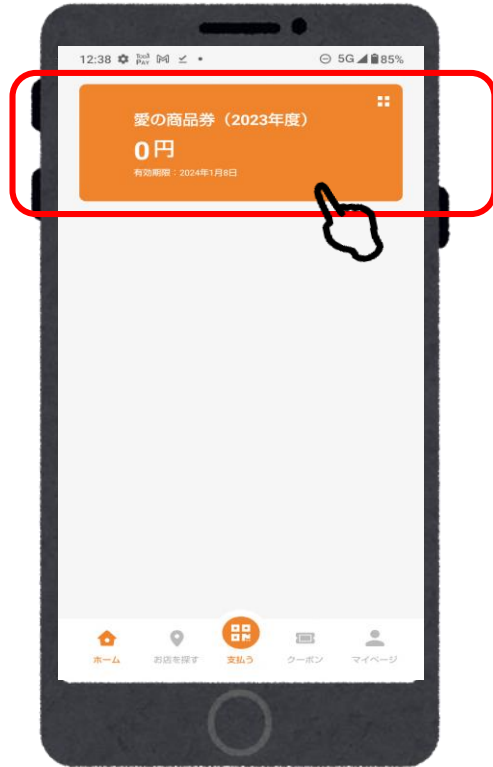 12:38 Tosll PAY 5G 85%
愛の商品券（2023年度）
0円
有効期限：2024年1月8日
ホーム お店を探す 支払う クーポン マイページ